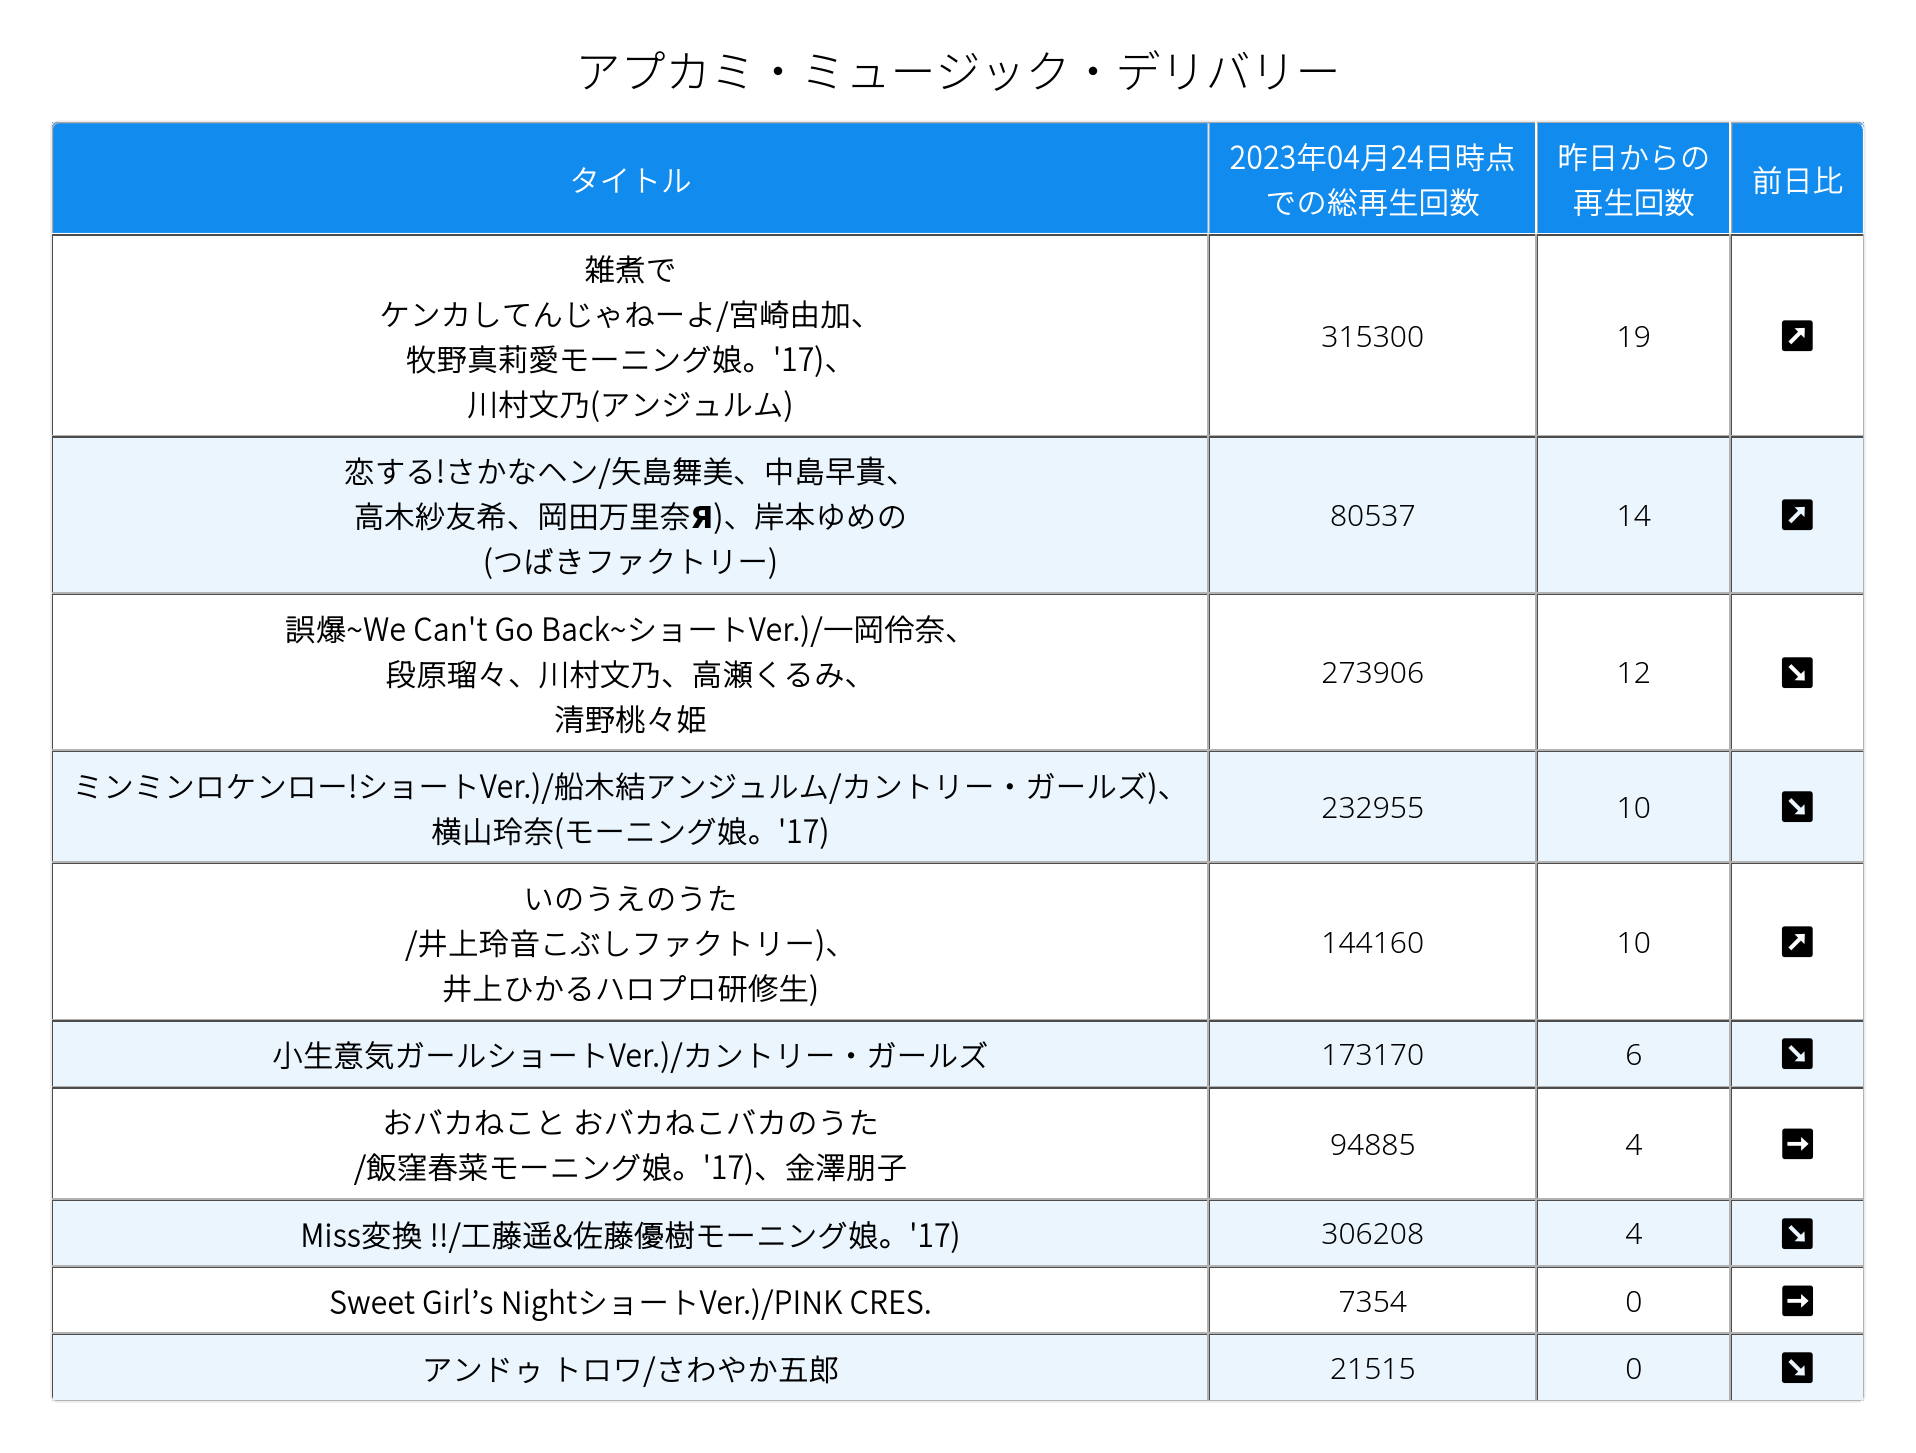 アプカミ・ミュージック・デリバリー
タイトル
2023年04月24日時点
での総再生回数
昨日からの
再生回数
前日比
雑煮で
ケンカしてんじゃねーよ/宮崎由加、
牧野真莉愛モーニング娘。'17)、
川村文乃(アンジュルム)
315300
19
恋する!さかなヘン/矢島舞美、中島早貴、
高木紗友希、岡田万里奈Я)、岸本ゆめの
(つばきファクトリー)
80537
14
誤爆~We Can't Go Back~ショートVer.)/一岡伶奈、
段原瑠々、川村文乃、高瀬くるみ、
清野桃々姫
273906
12
ミンミンロケンロー!ショートVer.)/船木結アンジュルム/カントリー・ガールズ)、
横山玲奈(モーニング娘。'17)
232955
10
いのうえのうた
/井上玲音こぶしファクトリー)、
井上ひかるハロプロ研修生)
144160
10
小生意気ガールショートVer.)/カントリー・ガールズ
173170
6
おバカねこと おバカねこバカのうた
/飯窪春菜モーニング娘。'17)、金澤朋子
94885
4
Miss変換 !!/工藤遥&佐藤優樹モーニング娘。'17)
306208
4
Sweet Girl’s NightショートVer.)/PINK CRES.
7354
0
アンドゥ トロワ/さわやか五郎
21515
0